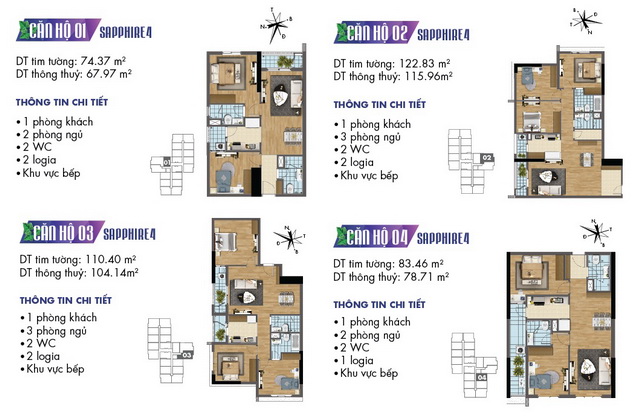 CĂN HỘ 01 SAPPHIRE4
DT tim tường: 74.37 m²
DT thông thuỷ: 67.97 m²
THÔNG TIN CHI TIẾT
• 1 phòng khách
• 2 phòng ngủ
• 2 WC
• 2 logia
• Khu vực bếp
01
T
B
N
Đ
CĂN HỘ 02 SAPPHIRE4
DT tim tường: 122.83 m²
DT thông thuỷ: 115.96m²
THÔNG TIN CHI TIẾT
• 1 phòng khách
• 3 phòng ngủ
• 2 WC
• 2 logia
• Khu vực bếp
02
T
B
N
Đ
CĂN HỘ 03 SAPPHIRE4
DT tim tường: 110.40 m²
DT thông thuỷ: 104.14m²
THÔNG TIN CHI TIẾT
• 1 phòng khách
• 3 phòng ngủ
• 2 WC
• 2 logia
• Khu vực bếp
03
N
T
Đ
B
CĂN HỘ 04 SAPPHIRE4
DT tim tường: 83.46 m²
DT thông thuỷ: 78.71 m²
THÔNG TIN CHI TIẾT
• 1 phòng khách
• 2 phòng ngủ
• 2 WC
• 1 logia
• Khu vực bếp
04
N
T
Đ
B